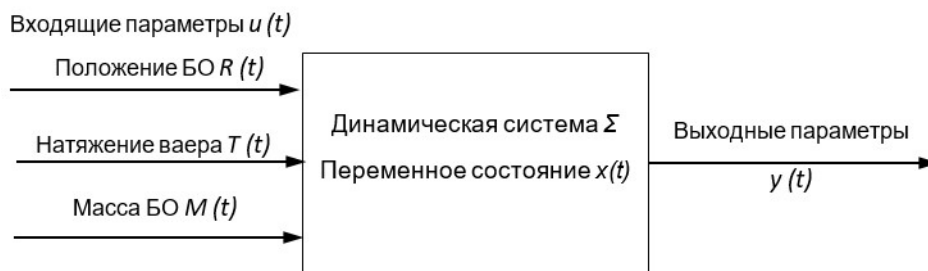 Входящие параметры u (t)
Положение БО R (t)
Натяжение ваера T (t)
Масса БО M (t)
Динамическая система Σ
Переменное состояние x(t)
Выходные параметры
y (t)